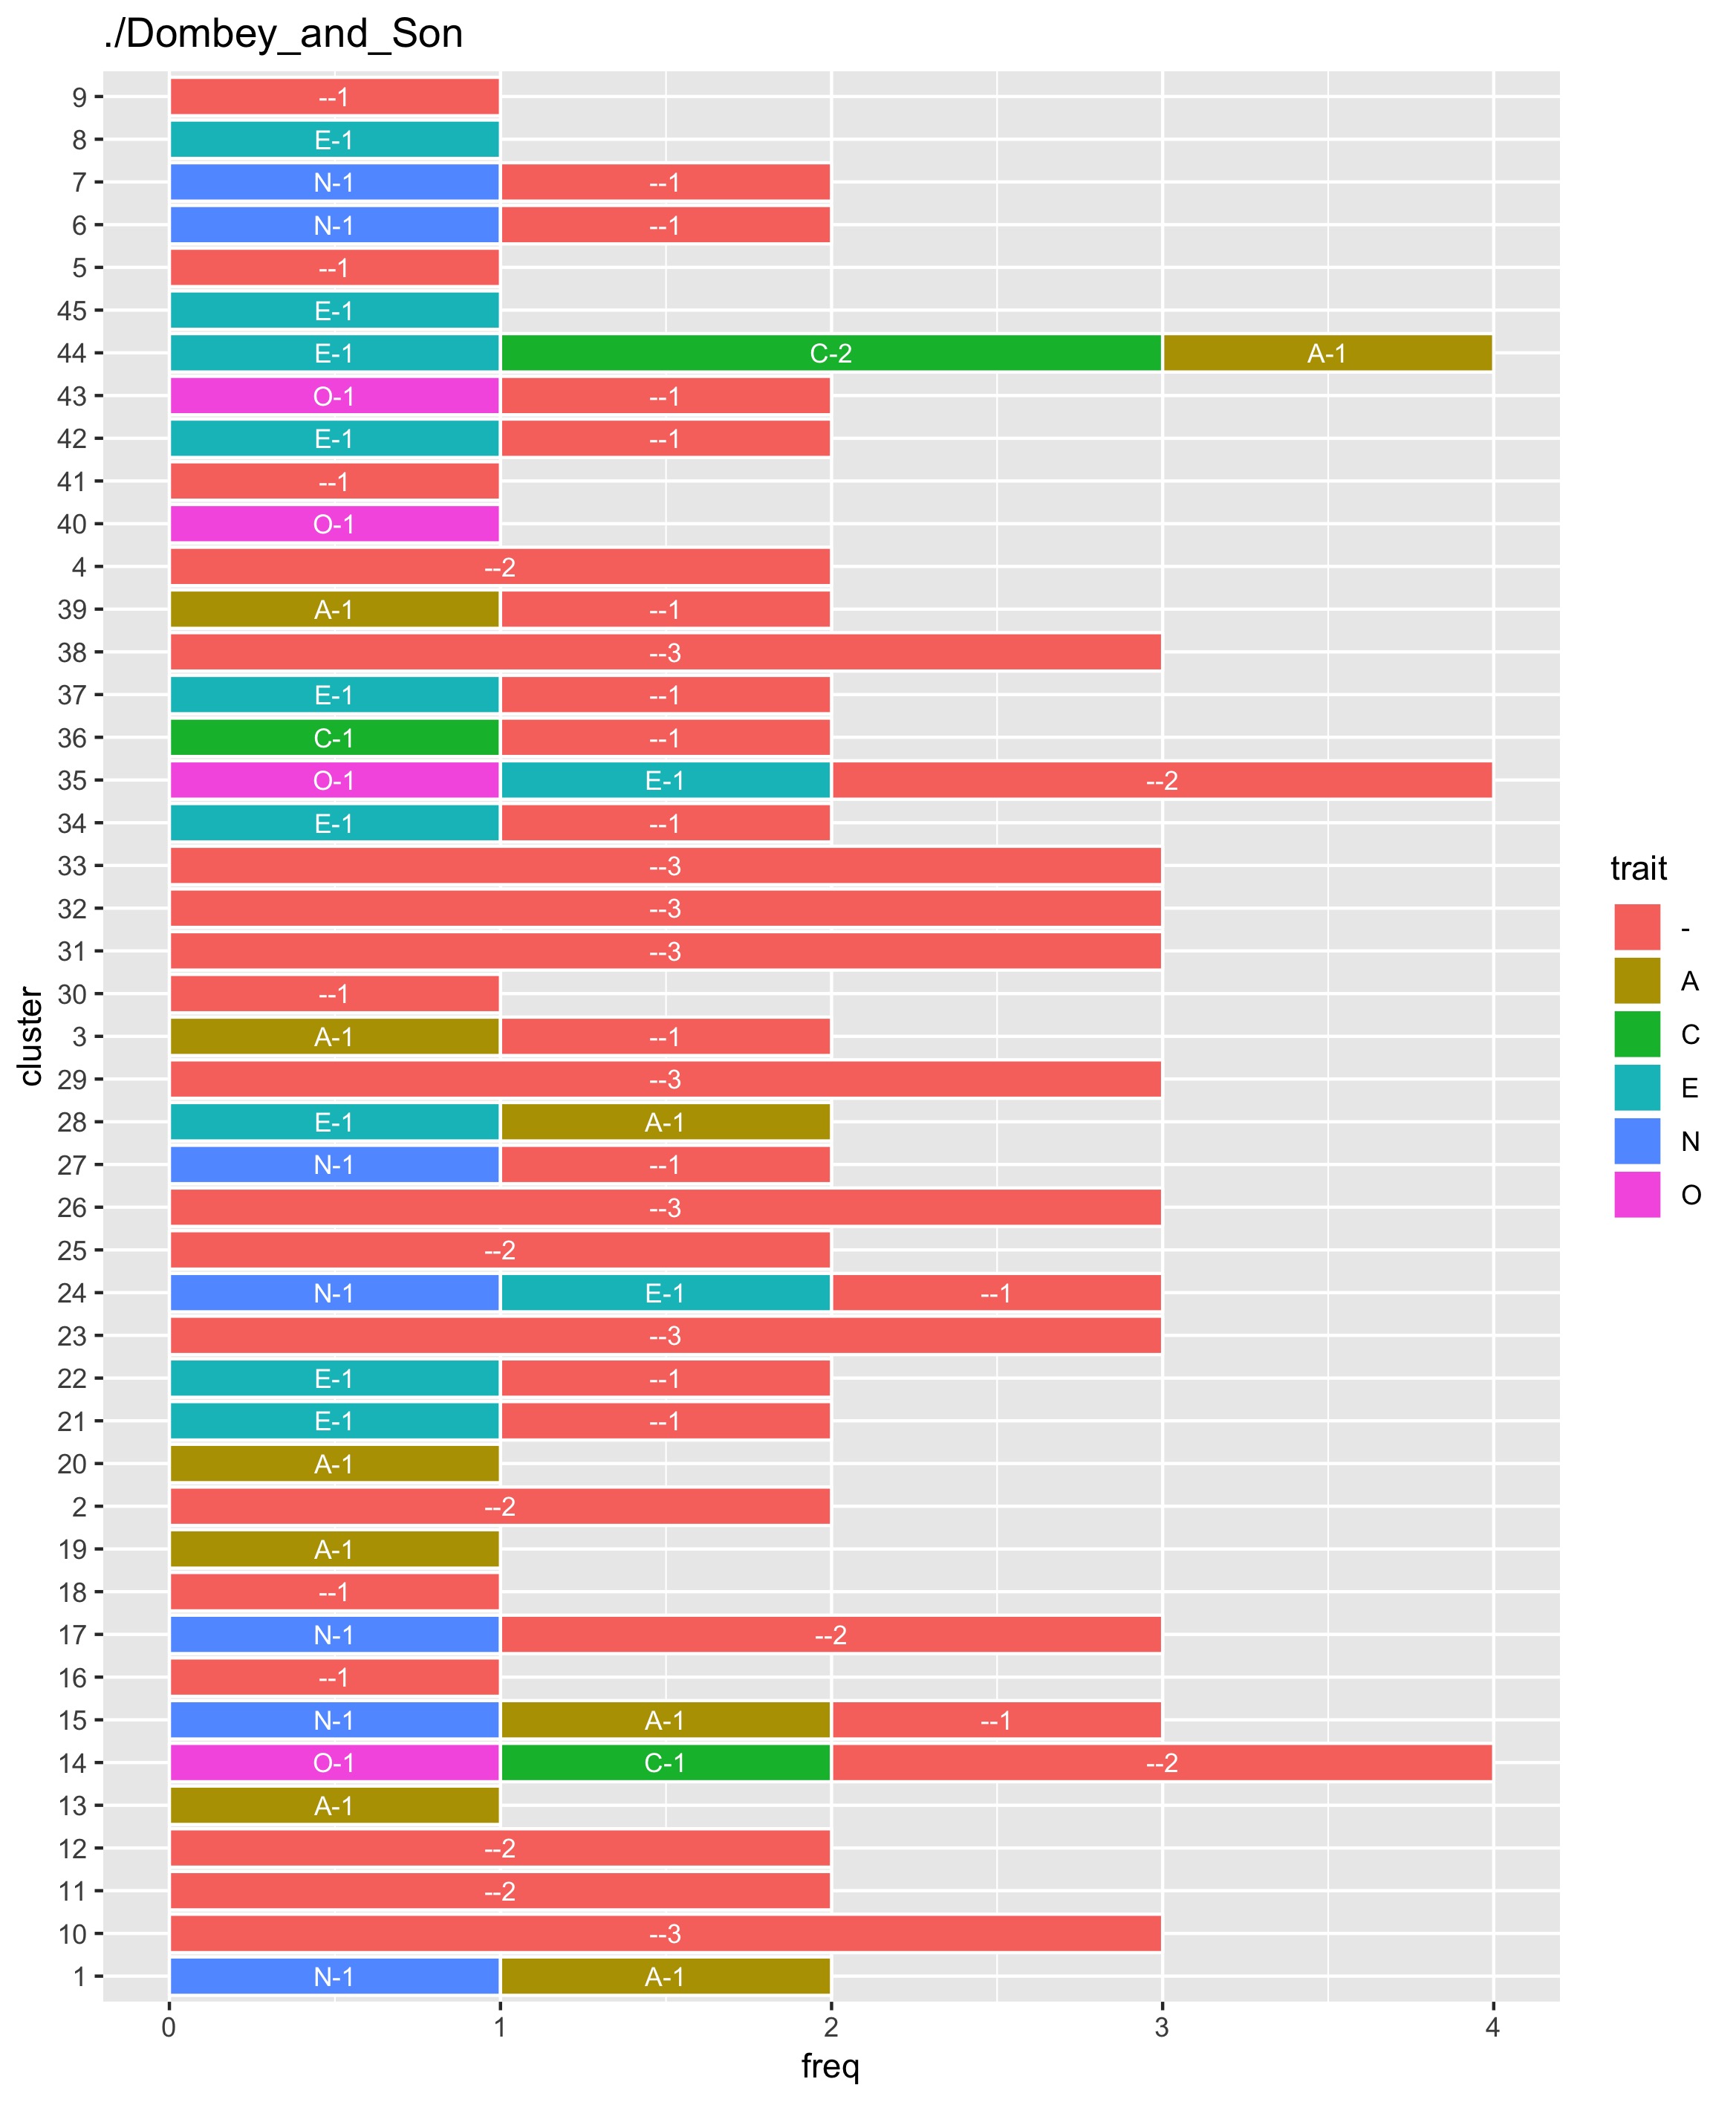 ./Dombey_and_Son
9 --1
8 E-1
7 N-1 --1
6 N-1 --1
5 --1
45 E-1
44 E-1 C-2 A-1
43 O-1 --1
42 E-1 --1
41 --1
40 O-1
4 --2
39 A-1 --1
38 --3
37 E-1 --1
36 C-1 --1
35 O-1 E-1 --2
34 E-1 --1
33 --3
32 --3
31 --3
30 --1
3 A-1 --1
29 --3
28 E-1 A-1
27 N-1 --1
26 --3
25 --2
24 N-1 E-1 --1
23 --3
22 E-1 --1
21 E-1 --1
20 A-1
2 --2
19 A-1
18 --1
17 N-1 --2
16 --1
15 N-1 A-1 --1
14 O-1 C-1 --2
13 A-1
12 --2
11 --2
10 --3
1 N-1 A-1
0 1 2 3 4
freq
cluster
trait
-
A
C
E
N
O